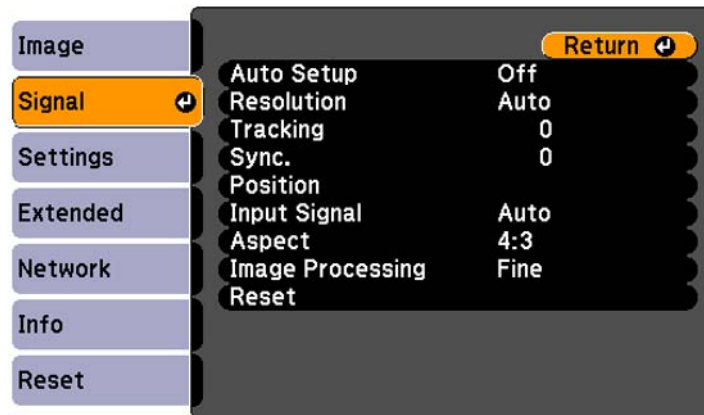 Image
Signal
Settings
Extended
Network
Info
Reset
Return
Auto Setup Off
Resolution Auto
Tracking 0
Sync. 0
Position
Input Signal Auto
Aspect 4:3
Image Processing Fine
Reset